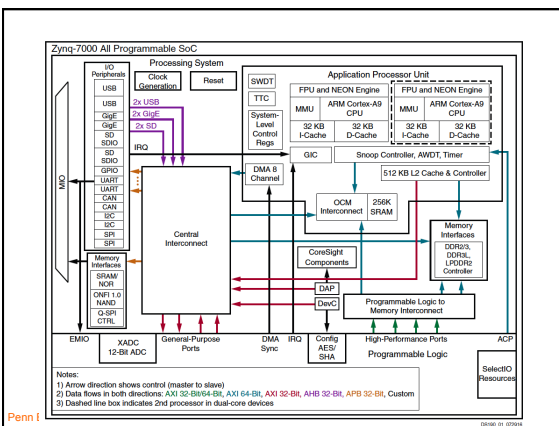 Zynq-7000 All Programmable SoC
Processing System
I/O
Peripherals
USB
USB
GigE
GigE
SD
SDIO
SD
SDIO
GPIO
UART
UART
CAN
CAN
I2C
I2C
SPI
SPI
MIO
Memory
Interfaces
SRAM/
NOR
ONFI 1.0
NAND
Q-SPI
CTRL
Clock
Generation
Reset
2x USB
2x GigE
2x SD
IRQ
Central
Interconnect
SWDT
TTC
System-
Level
Control
Regs
DMA 8
Channel
Application Processor Unit
FPU and NEON Engine
MMU
ARM Cortex-A9
CPU
32 KB
I-Cache
32 KB
D-Cache
FPU and NEON Engine
MMU
ARM Cortex-A9
CPU
32 KB
I-Cache
32 KB
D-Cache
GIC
Snoop Controller, AWDT, Timer
512 KB L2 Cache & Controller
OCM
Interconnect
256K
SRAM
Memory
Interfaces
DDR2/3,
DDR3L,
LPDDR2
Controller
CoreSight
Components
DAP
DevC
Programmable Logic to
Memory Interconnect
EMIO
XADC
12-Bit ADC
General-Purpose
Ports
DMA
Sync
IRQ
Config
AES/
SHA
High-Performance Ports
ACP
Programmable Logic
SelectIO
Resources
Notes:
1) Arrow direction shows control (master to slave)
2) Data flows in both directions: AXI 32-Bit/64-Bit, AXI 64-Bit, AXI 32-Bit, AHB 32-Bit, APB 32-Bit, Custom
3) Dashed line box indicates 2nd processor in dual-core devices
Penn
DS190_01_072916